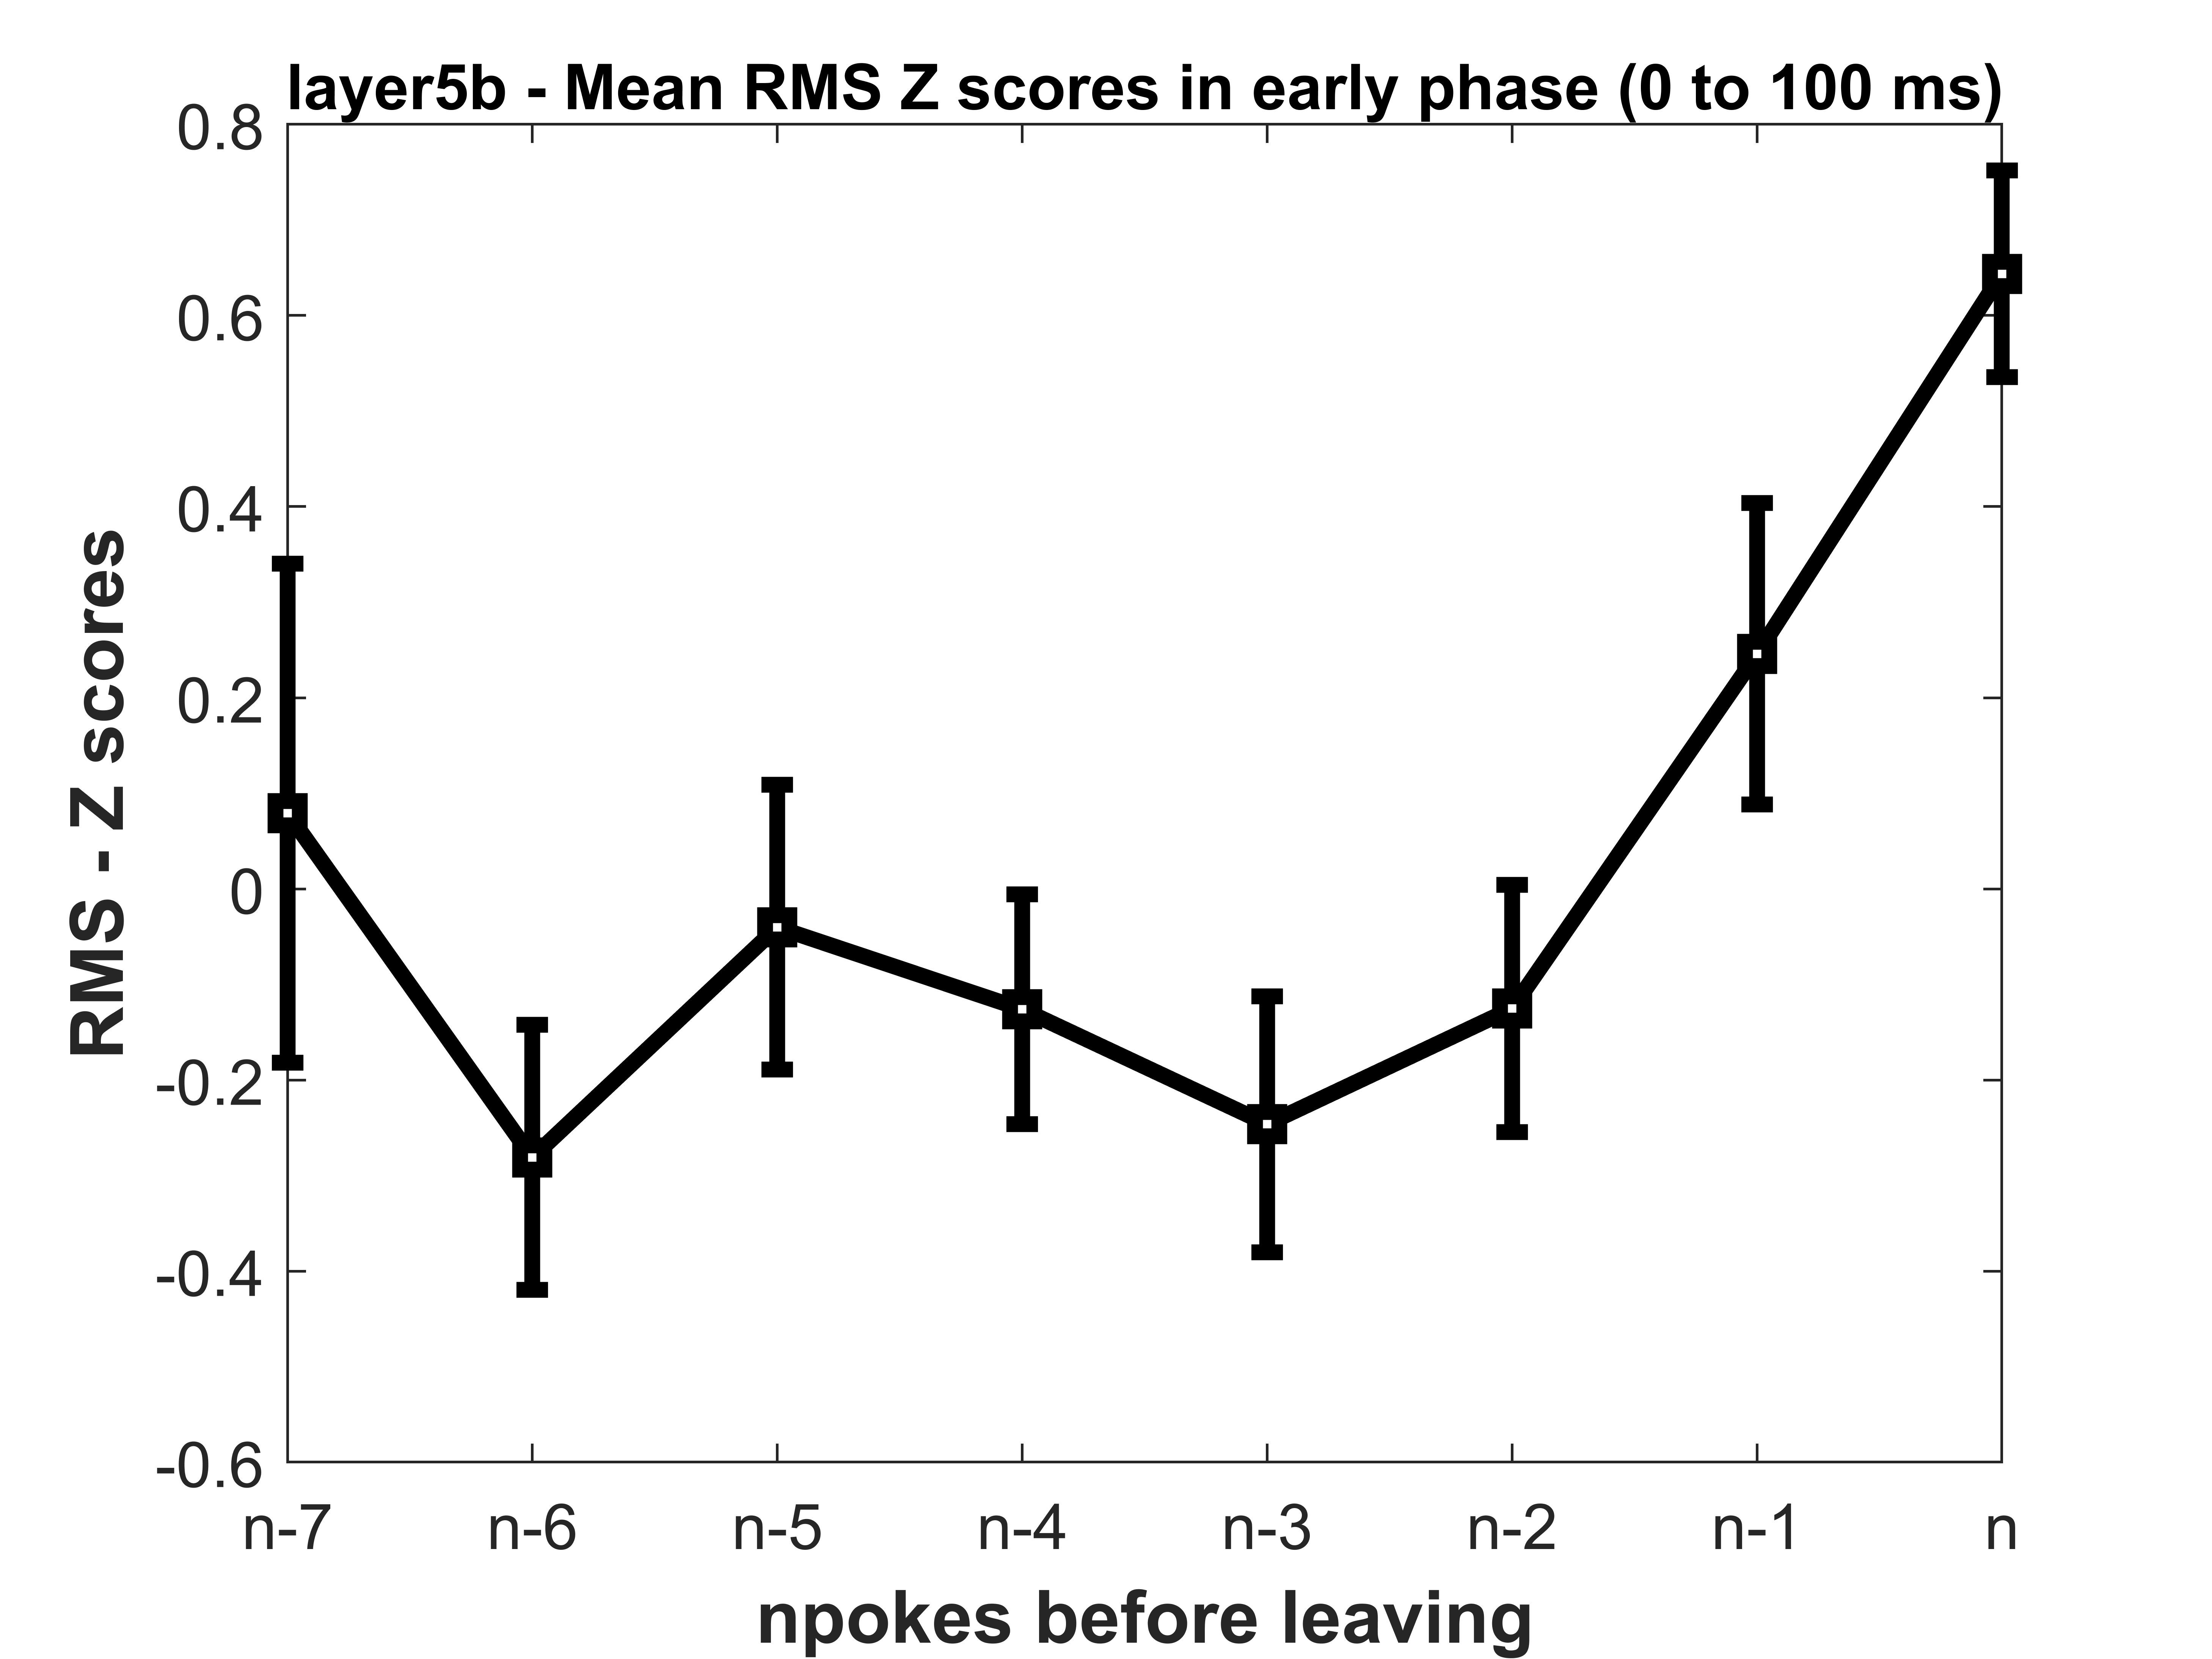 layer5b - Mean RMS Z scores in early phase (0 to 100 ms)
RMS - Z scores
0.8
0.6
0.4
0.2
0
-0.2
-0.4
-0.6
n-7 n-6 n-5 n-4 n-3 n-2 n-1 n
npokes before leaving